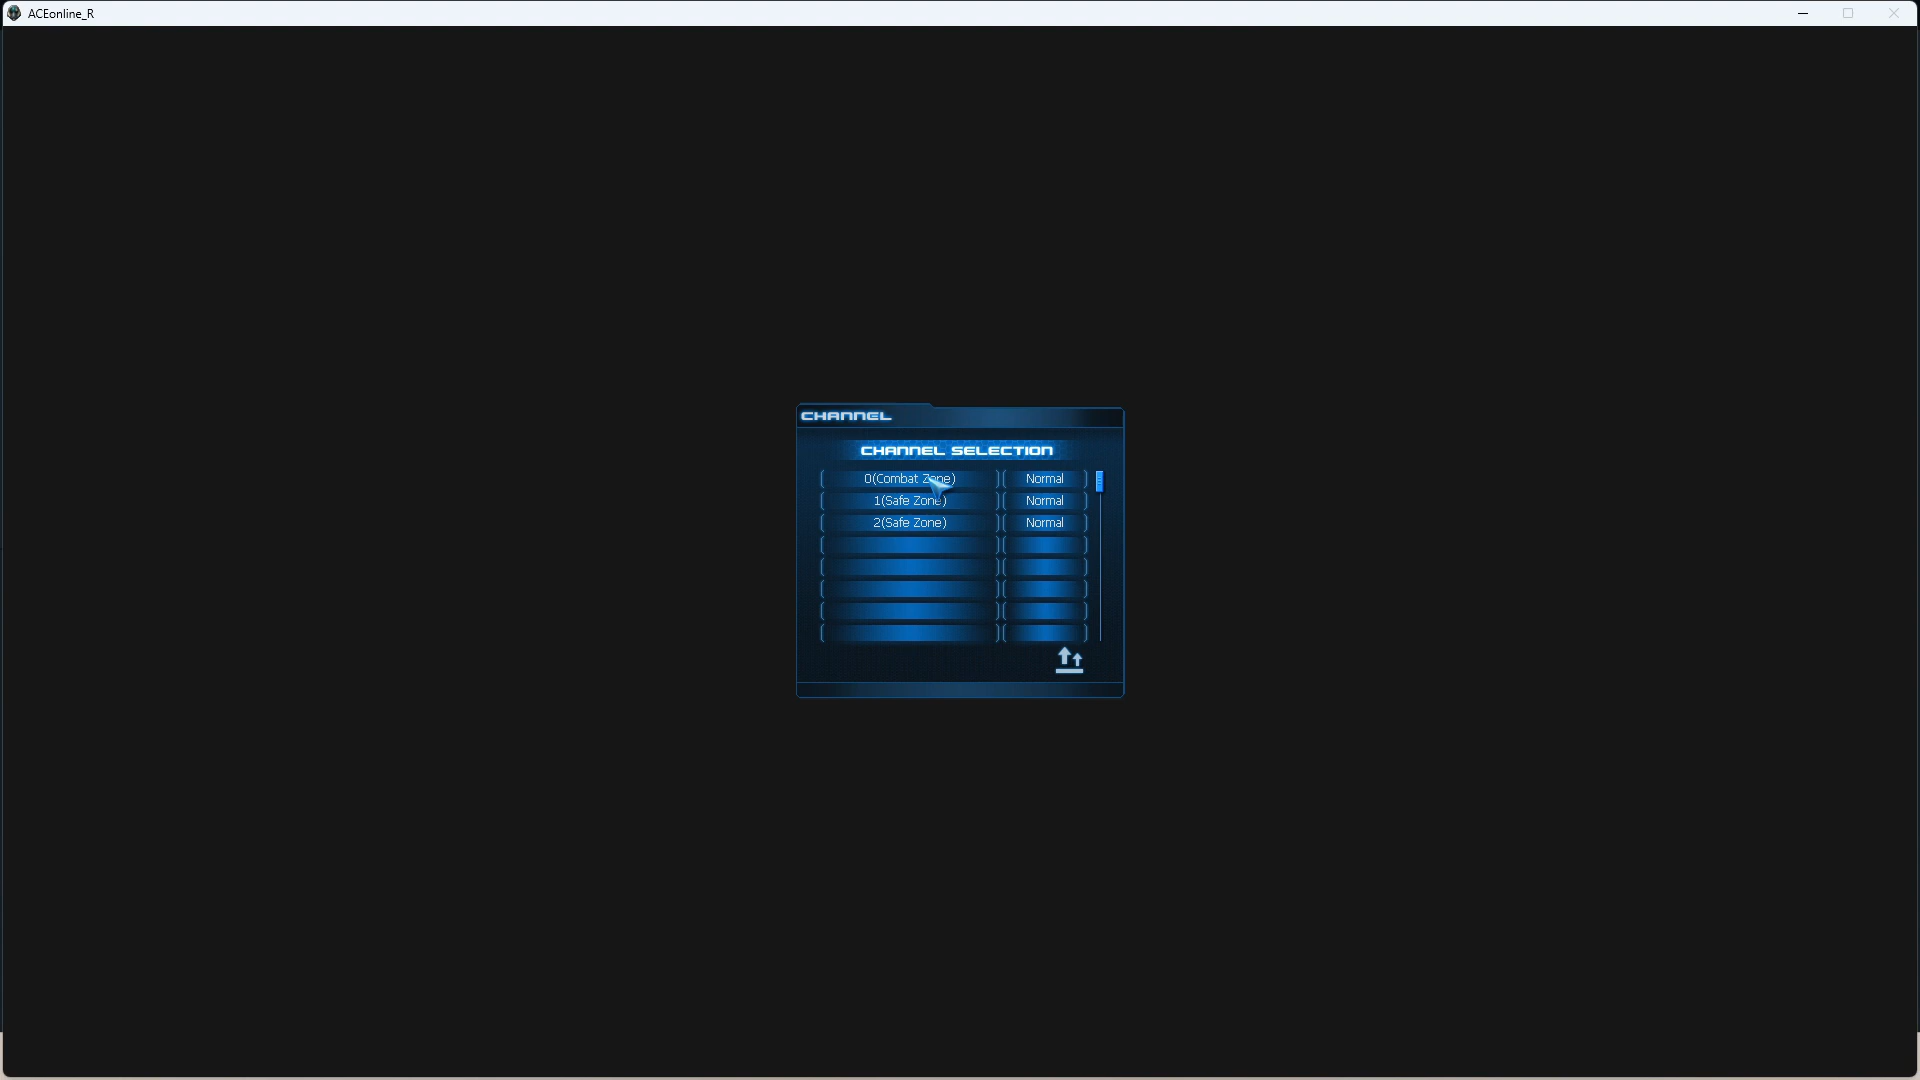 ACEonline_R
CHANNEL
CHANNEL SELECTION
0(Combat Zone) Normal
1(Safe Zone) Normal
2(Safe Zone) Normal